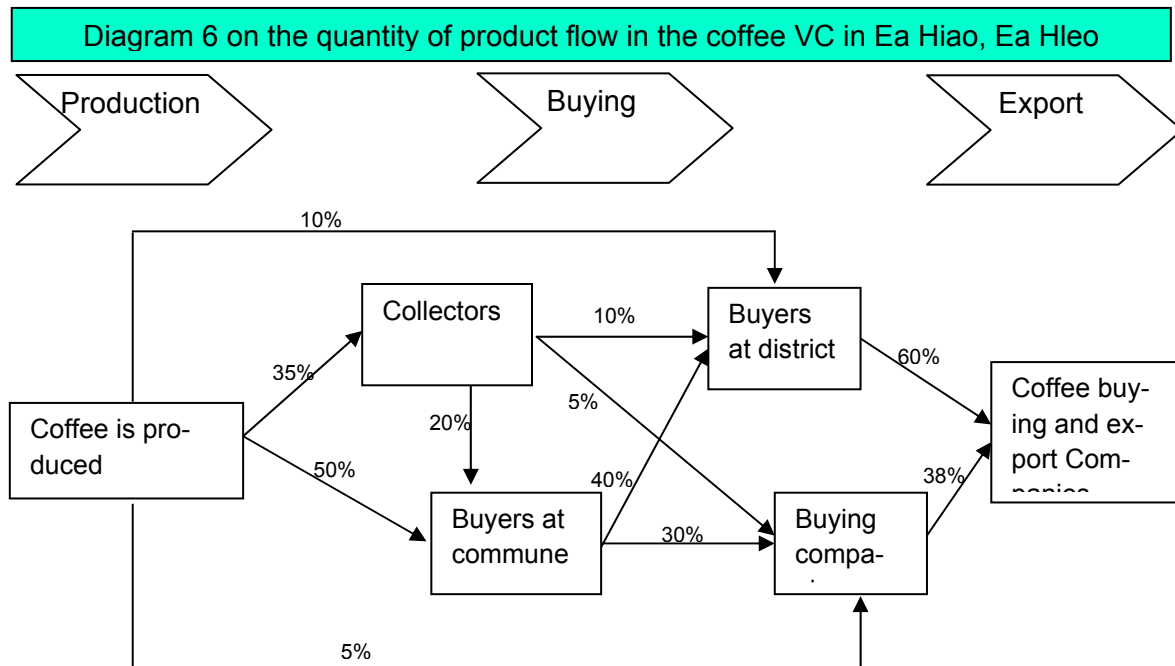 Diagram 6 on the quantity of product flow in the coffee VC in Ea Hiao, Ea Hleo
Production
Buying
Export
10%
Collectors
10%
Buyers
at district
35%
60%
5%
Coffee buy-
ing and ex-
port Com-
panies
Coffee is pro-
duced
20%
50%
40%
38%
Buyers at
commune
30%
Buying
compa-
5%